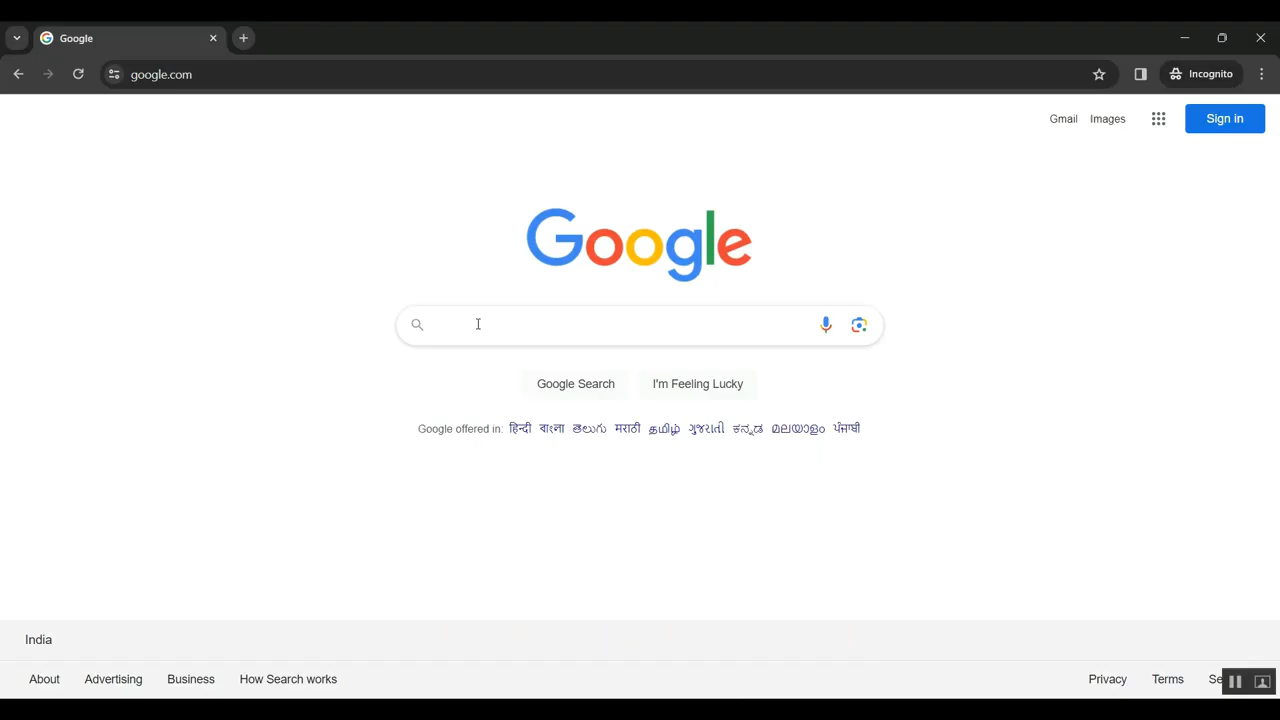 Google
google.com
Incognito
Gmail Images
Sign in
Google
Google Search I'm Feeling Lucky
Google offered in: हिन्दी বাংলা తెలుగు मराठी தமிழ் ગુજરાતી ಕನ್ನಡ മലയാളം ਪੰਜਾਬੀ
India
About Advertising Business How Search works Privacy Terms Se